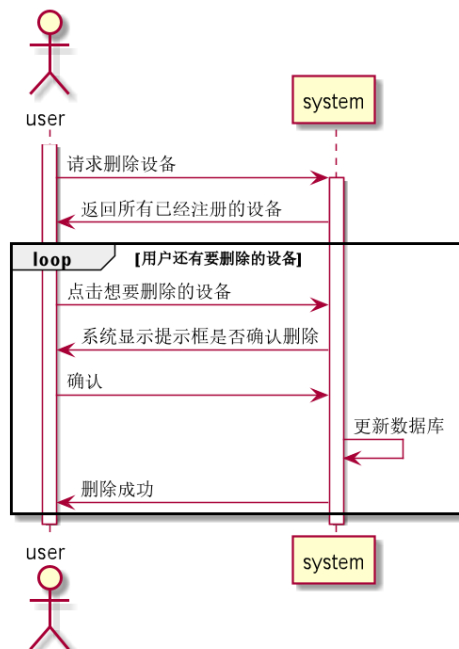 user
system
请求删除设备
返回所有已经注册的设备
loop
[用户还有要删除的设备]
点击想要删除的设备
系统显示提示框是否确认删除
确认
更新数据库
删除成功
user
system